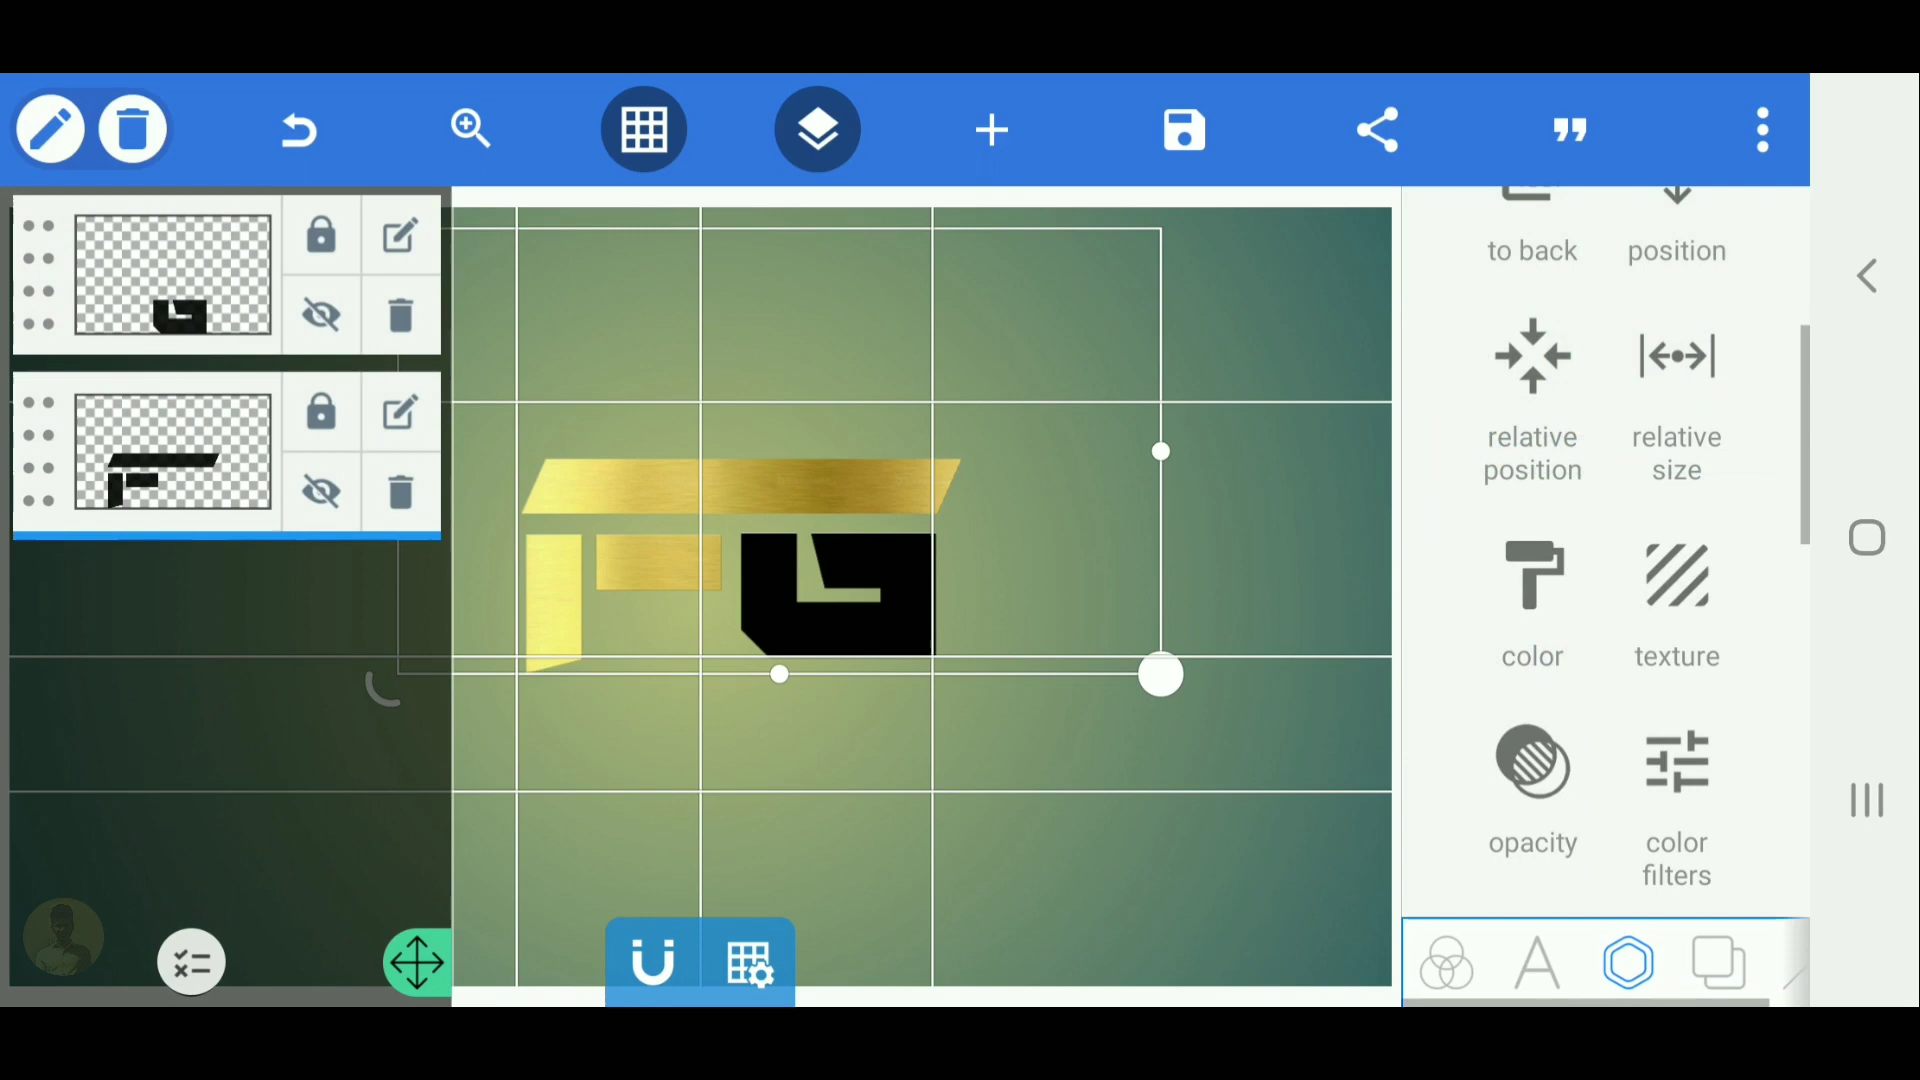 to back
position
relative
position
relative
size
color
texture
opacity
color
filters